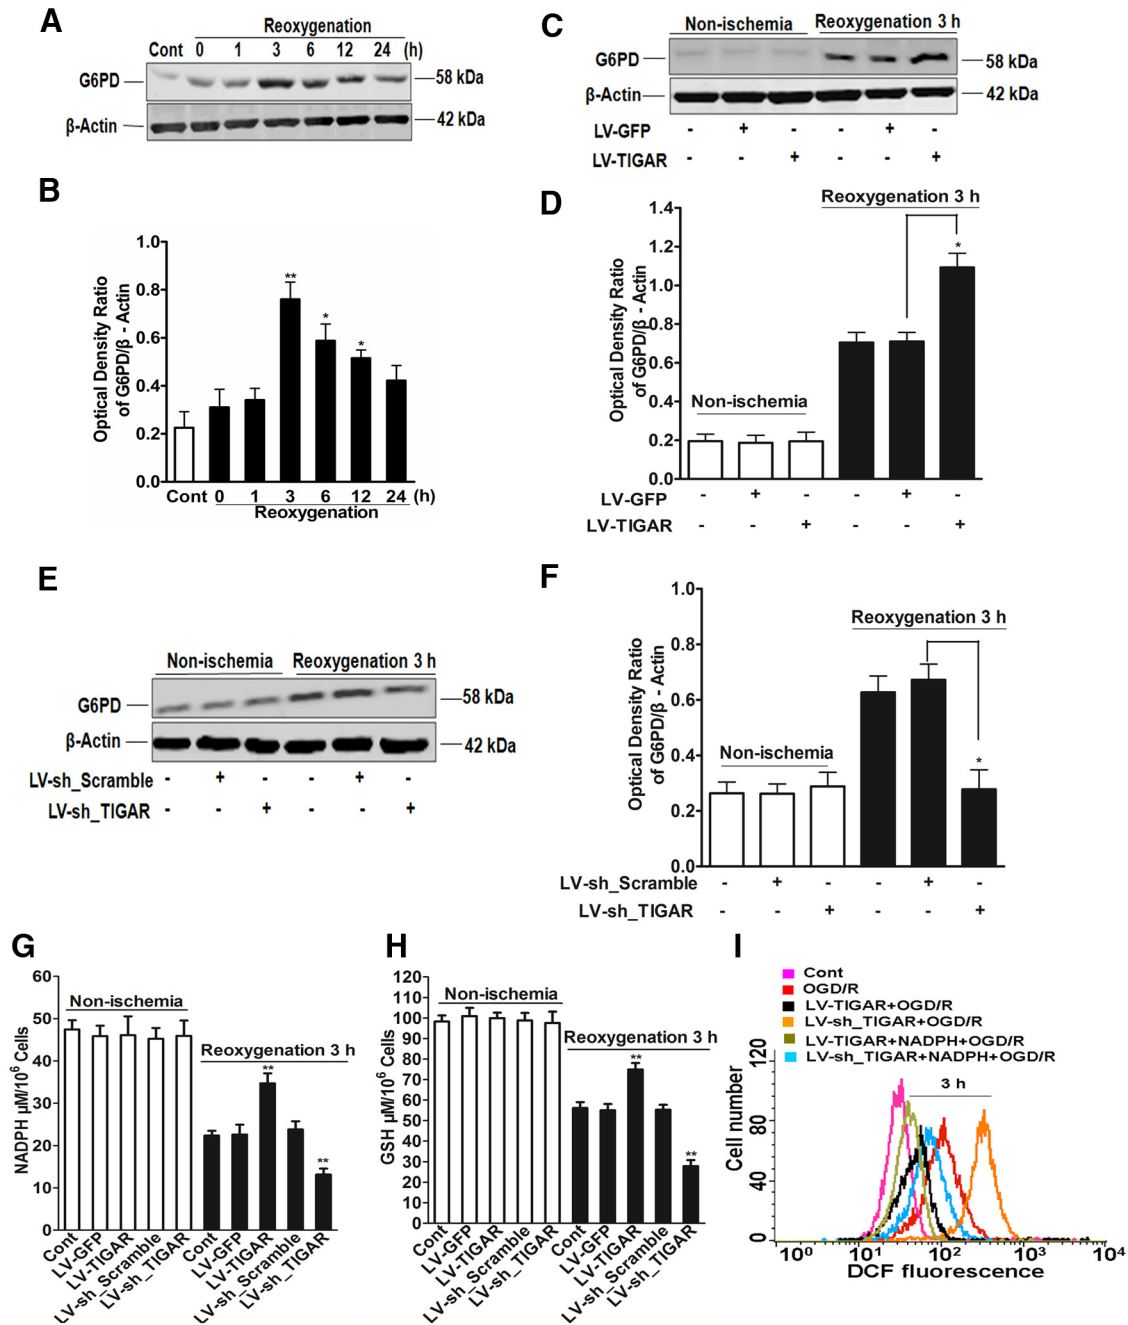 A
Reoxygenation
Cont 0 1 3 6 12 24 (h)
G6PD
58 kDa
β-Actin
42 kDa
B
Optical Density Ratio
of G6PD/β - Actin
1.0
0.8
0.6
0.4
0.2
0.0
** * *
Cont 0 1 3 6 12 24 (h)
Reoxygenation
C
Non-ischemia Reoxygenation 3 h
G6PD
58 kDa
β-Actin
42 kDa
LV-GFP - + - - + -
LV-TIGAR - - + - - +
D
Optical Density Ratio
of G6PD/β - Actin
1.4
1.2
1.0
0.8
0.6
0.4
0.2
0.0
Reoxygenation 3 h
*
Non-ischemia
LV-GFP - + - - + -
LV-TIGAR - - + - - +
E
Non-ischemia Reoxygenation 3 h
G6PD
58 kDa
β-Actin
42 kDa
LV-sh_Scramble - + - - + -
LV-sh_TIGAR - - + - - +
F
Optical Density Ratio
of G6PD/β - Actin
1.0
0.8
0.6
0.4
0.2
0.0
Reoxygenation 3 h
Non-ischemia
*
LV-sh_Scramble - + - - + -
LV-sh_TIGAR - - + - - +
G
NADPH μM/10⁶ Cells
60
50
40
30
20
10
0
Non-ischemia
Reoxygenation 3 h
**
**
Cont LV-GFP LV-TIGAR LV-sh_Scramble LV-sh_TIGAR Cont LV-GFP LV-TIGAR LV-sh_Scramble LV-sh_TIGAR
H
GSH μM/10⁶ Cells
120
110
100
90
80
70
60
50
40
30
20
10
0
Non-ischemia
Reoxygenation 3 h
**
**
Cont LV-GFP LV-TIGAR LV-sh_Scramble LV-sh_TIGAR Cont LV-GFP LV-TIGAR LV-sh_Scramble LV-sh_TIGAR
I
Cont
OGD/R
LV-TIGAR+OGD/R
LV-sh_TIGAR+OGD/R
LV-TIGAR+NADPH+OGD/R
LV-sh_TIGAR+NADPH+OGD/R
Cell number
120
80
40
0
3 h
10⁰ 10¹ 10² 10³ 10⁴
DCF fluorescence